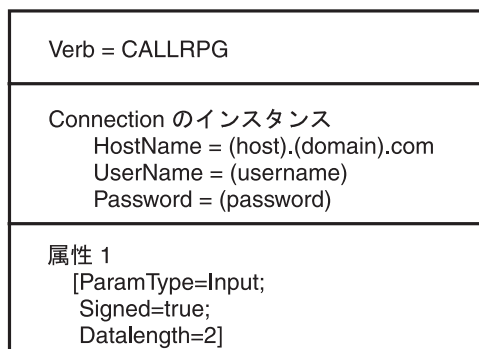 Verb = CALLRPG
Connection のインスタンス
HostName = (host).(domain).com
UserName = (username)
Password = (password)
属性 1
[ParamType=Input;
Signed=true;
Datalength=2]